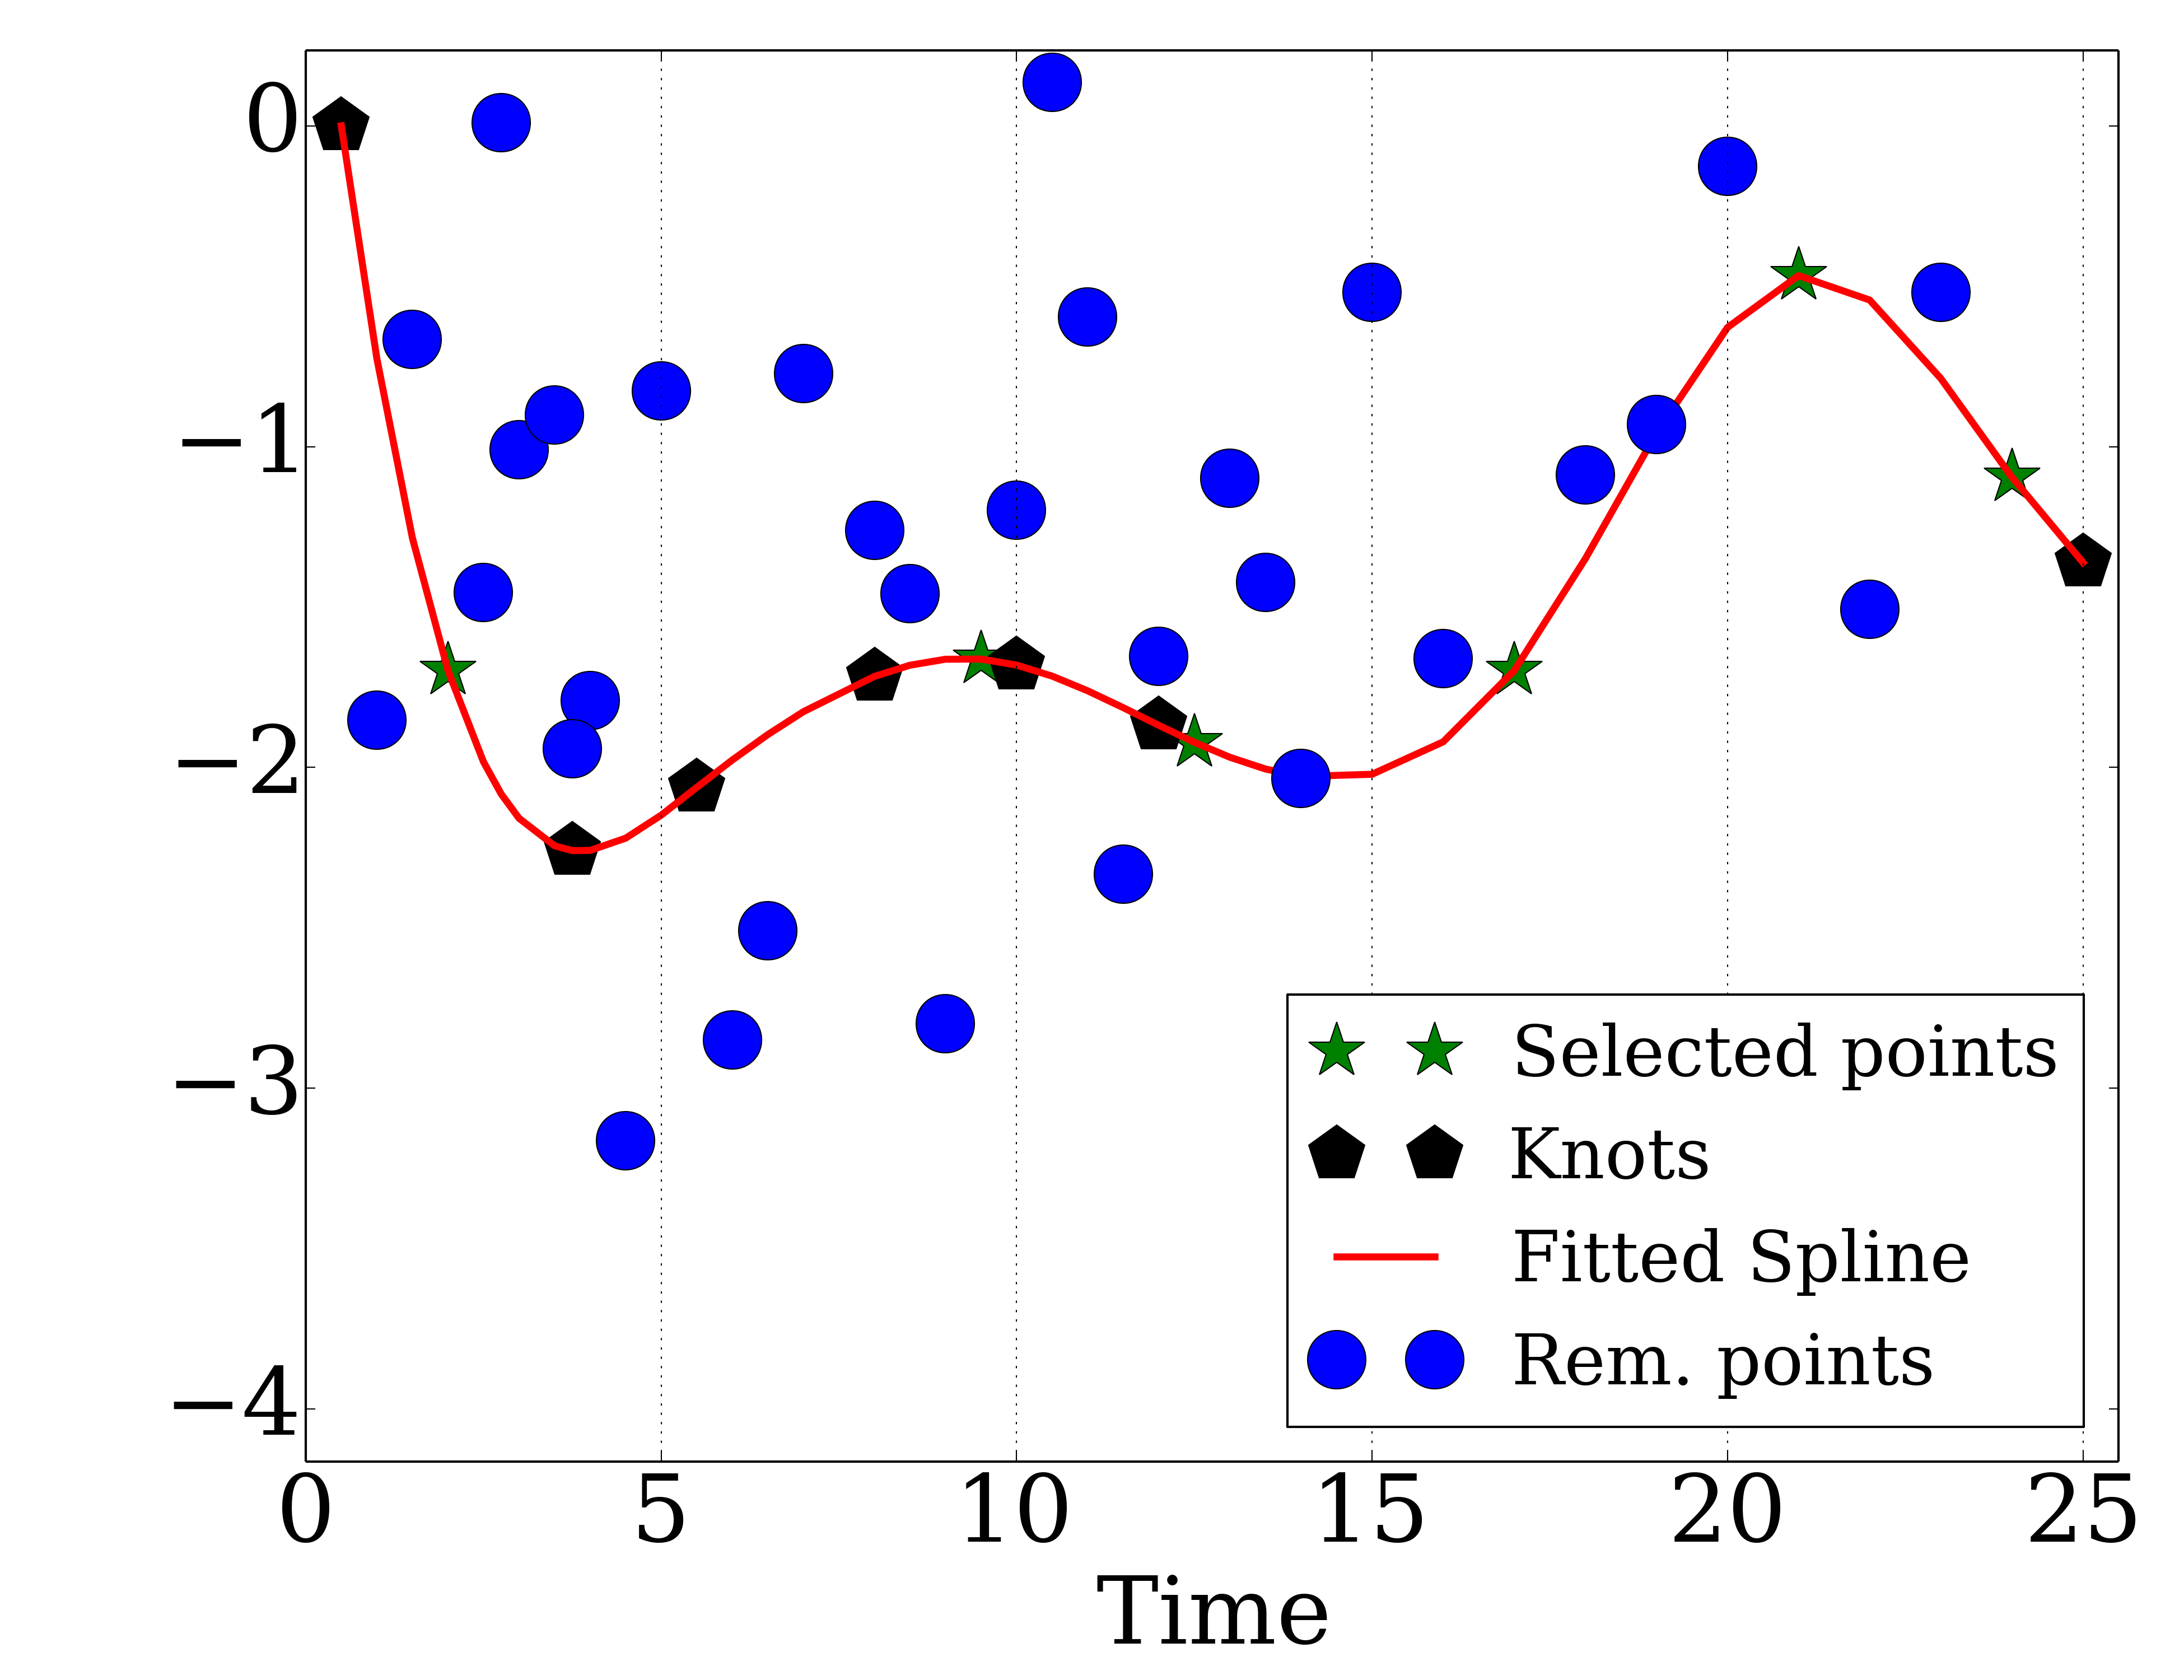 0
−1
−2
−3
−4
Selected points
Knots
Fitted Spline
Rem. points
0 5 10 15 20 25
Time